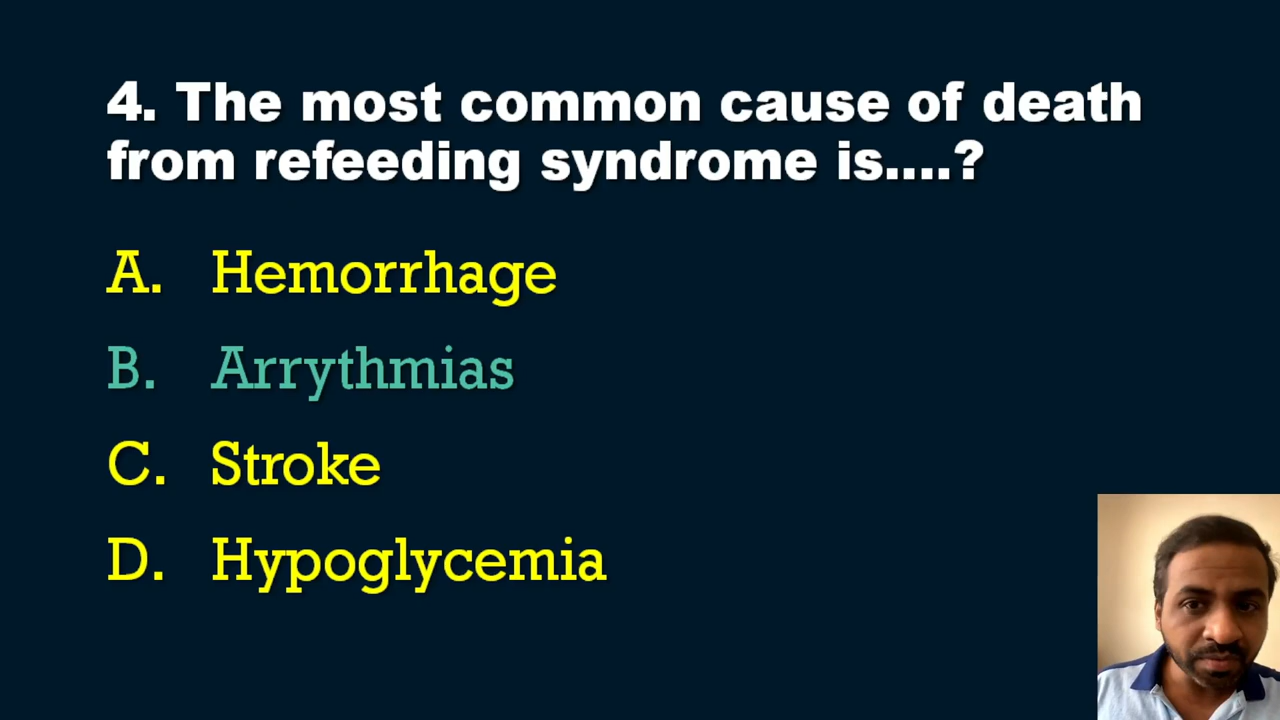 4. The most common cause of death
from refeeding syndrome is....?
A. Hemorrhage
B. Arrythmias
C. Stroke
D. Hypoglycemia